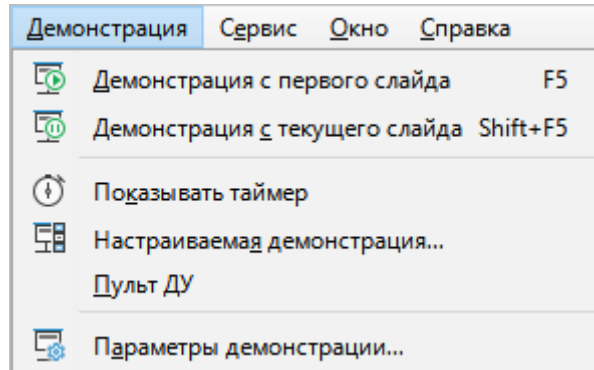 Демонстрация Сервис Окно Справка
Демонстрация с первого слайда F5
Демонстрация с текущего слайда Shift+F5
Показывать таймер
Настраиваемая демонстрация...
Пульт ДУ
Параметры демонстрации...